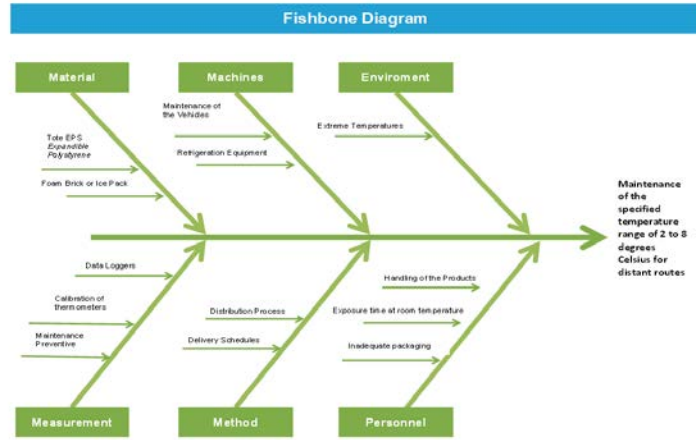 Fishbone Diagram
Material
Machines
Enviroment
Maintenance of
the Vehicles
Extreme Temperatures
Tote EPS
Expandible
Polystyrene
Refrigeration Equipment
Foam Brick or Ice Pack
Maintenance
of the
specified
temperature
range of 2 to 8
degrees
Celsius for
distant routes
Data Loggers
Handling of the Products
Calibration of
thermometers
Distribution Process
Exposure time at room temperature
Maintenance
Preventive
Delivery Schedules
Inadequate packaging
Measurement
Method
Personnel